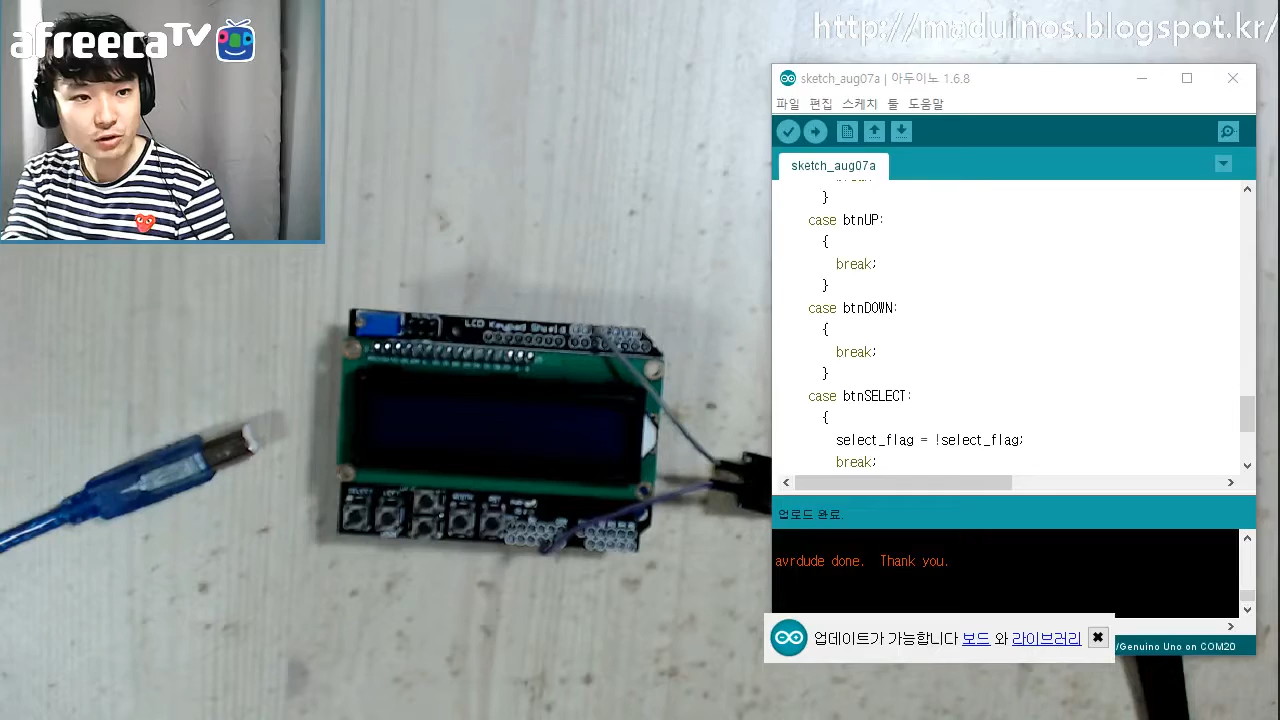 afreecaTV
http://maduinos.blogspot.kr/
sketch_aug07a | 아두이노 1.6.8
파일 편집 스케치 툴 도움말
sketch_aug07a
}
case btnUP:
{
break;
}
case btnDOWN:
{
break;
}
case btnSELECT:
{
select_flag = !select_flag;
break;
업로드 완료.
avrdude done.  Thank you.
업데이트가 가능합니다 보드 와 라이브러리
/Genuino Uno on COM20
LCD Keypad Shield
SELECT